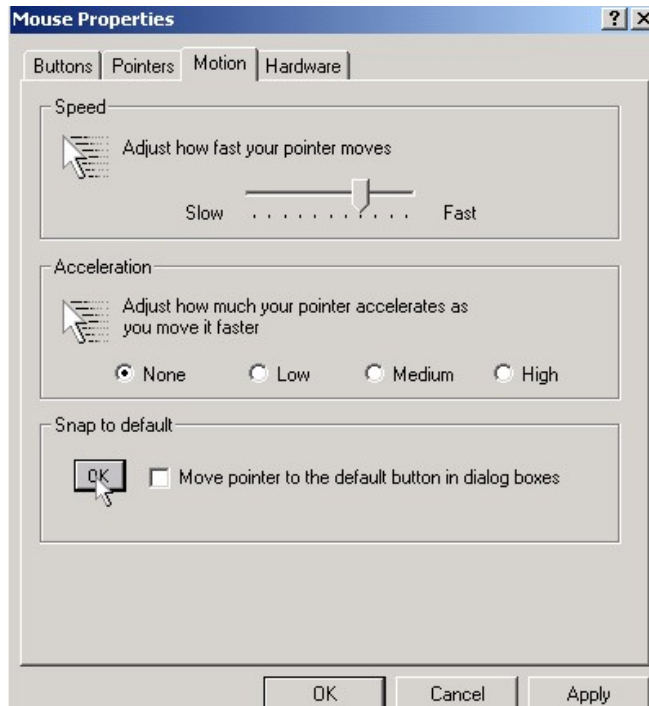 Mouse Properties
? X
Buttons Pointers Motion Hardware
Speed
Adjust how fast your pointer moves
Slow Fast
Acceleration
Adjust how much your pointer accelerates as
you move it faster
None Low Medium High
Snap to default
OK Move pointer to the default button in dialog boxes
OK Cancel Apply